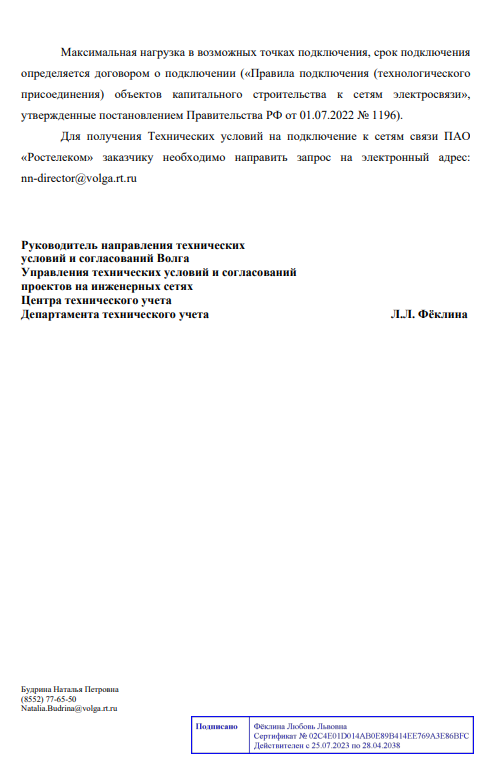 Максимальная нагрузка в возможных точках подключения, срок подключения
определяется договором о подключении («Правила подключения (технологического
присоединения) объектов капитального строительства к сетям электросвязи»,
утвержденные постановлением Правительства РФ от 01.07.2022 № 1196).
Для получения Технических условий на подключение к сетям связи ПАО
«Ростелеком» заказчику необходимо направить запрос на электронный адрес:
nn-director@volga.rt.ru
Руководитель направления технических
условий и согласований Волга
Управления технических условий и согласований
проектов на инженерных сетях
Центра технического учета
Департамента технического учета Л.Л. Фёклина
Будрина Наталья Петровна
(8552) 77-65-50
Natalia.Budrina@volga.rt.ru
Подписано Фёклина Любовь Львовна
Сертификат № 02C4E01D014AB0E89B414EE769A3E86BFC
Действителен с 25.07.2023 по 28.04.2038